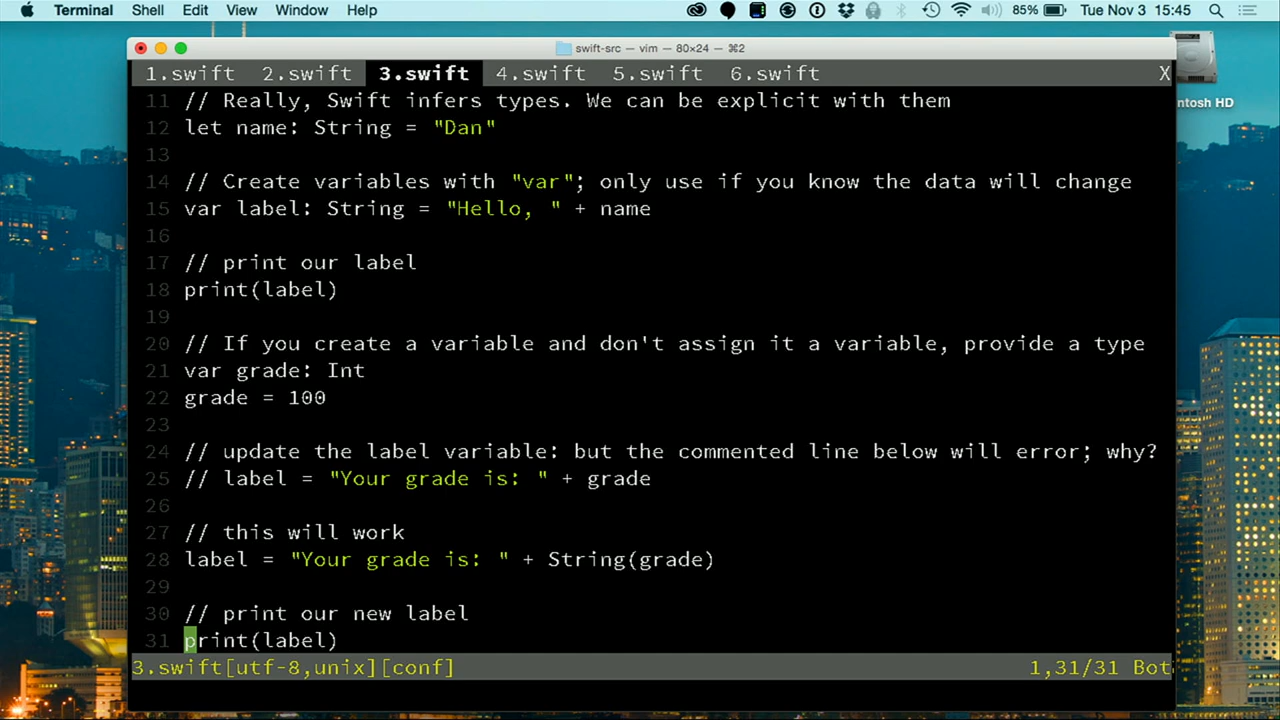 Terminal Shell Edit View Window Help 85% Tue Nov 3 15:45
swift-src — vim — 80×24 — ⌘2
1.swift 2.swift 3.swift 4.swift 5.swift 6.swift X
ntosh HD
11 // Really, Swift infers types. We can be explicit with them
12 let name: String = "Dan"
13
14 // Create variables with "var"; only use if you know the data will change
15 var label: String = "Hello, " + name
16
17 // print our label
18 print(label)
19
20 // If you create a variable and don't assign it a variable, provide a type
21 var grade: Int
22 grade = 100
23
24 // update the label variable: but the commented line below will error; why?
25 // label = "Your grade is: " + grade
26
27 // this will work
28 label = "Your grade is: " + String(grade)
29
30 // print our new label
31 print(label)
3.swift[utf-8,unix][conf] 1,31/31 Bot